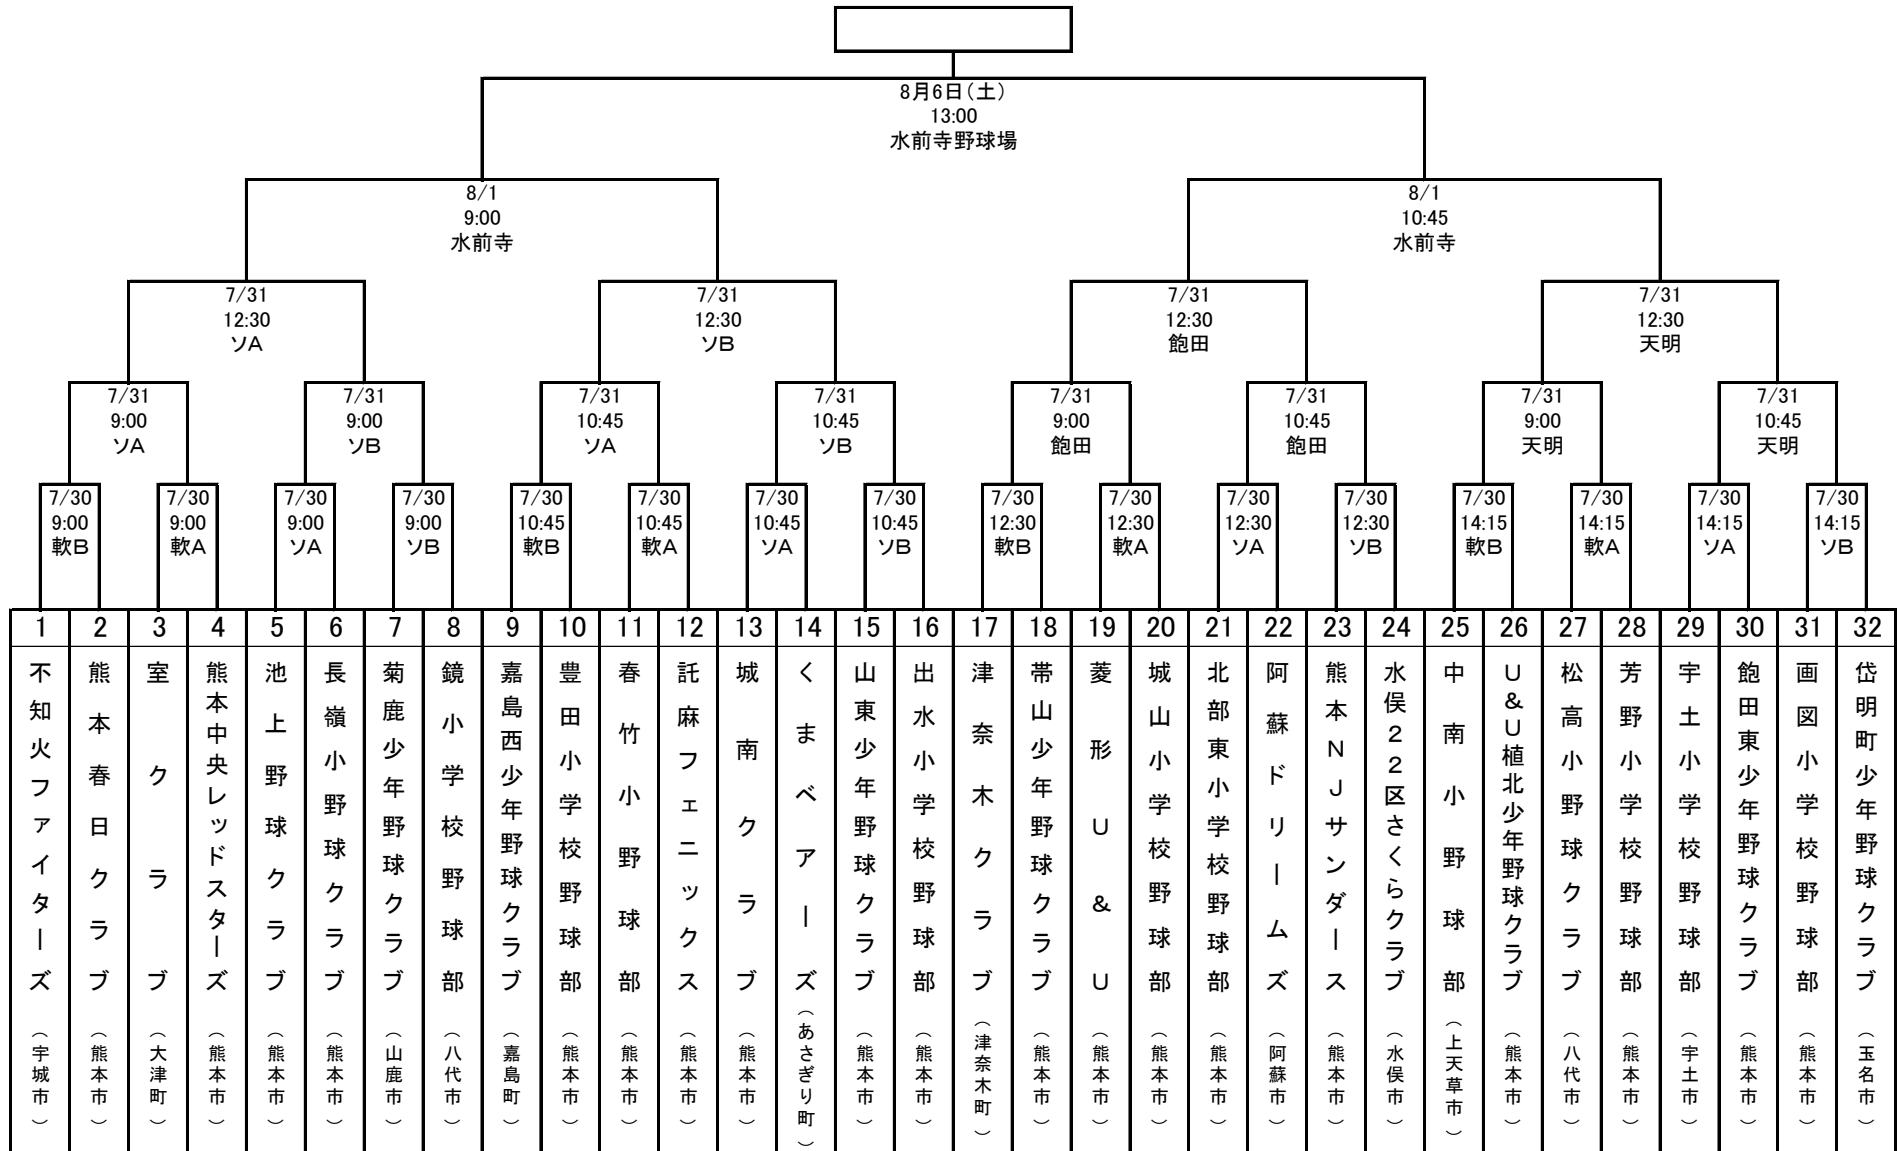 8月6日（土）
13:00
水前寺野球場
8/1
9:00
水前寺
8/1
10:45
水前寺
7/31
12:30
ソA
7/31
12:30
ソB
7/31
12:30
飽田
7/31
12:30
天明
7/31
9:00
ソA
7/31
9:00
ソB
7/31
10:45
ソA
7/31
10:45
ソB
7/31
9:00
飽田
7/31
10:45
飽田
7/31
9:00
天明
7/31
10:45
天明
7/30
9:00
軟B
7/30
9:00
軟A
7/30
9:00
ソA
7/30
9:00
ソB
7/30
10:45
軟B
7/30
10:45
軟A
7/30
10:45
ソA
7/30
10:45
ソB
7/30
12:30
軟B
7/30
12:30
軟A
7/30
12:30
ソA
7/30
12:30
ソB
7/30
14:15
軟B
7/30
14:15
軟A
7/30
14:15
ソA
7/30
14:15
ソB
1
不知火ファイターズ（宇城市）
2
熊本春日クラブ（熊本市）
3
室クラブ（大津町）
4
熊本中央レッドスターズ（熊本市）
5
池上野球クラブ（熊本市）
6
長嶺小野球クラブ（熊本市）
7
菊鹿少年野球クラブ（山鹿市）
8
鏡小学校野球部（八代市）
9
嘉島西少年野球クラブ（嘉島町）
10
豊田小学校野球部（熊本市）
11
春竹小野球部（熊本市）
12
託麻フェニックス（熊本市）
13
城南クラブ（熊本市）
14
くまベアーズ（あさぎり町）
15
山東少年野球クラブ（熊本市）
16
出水小学校野球部（熊本市）
17
津奈木クラブ（津奈木町）
18
帯山少年野球クラブ（熊本市）
19
菱形U&U（熊本市）
20
城山小学校野球部（熊本市）
21
北部東小学校野球部（熊本市）
22
阿蘇ドリームズ（阿蘇市）
23
熊本NJサンダース（熊本市）
24
水俣22区さくらクラブ（水俣市）
25
中南小野球部（上天草市）
26
U&U植北少年野球クラブ（熊本市）
27
松高小野球クラブ（八代市）
28
芳野小学校野球部（熊本市）
29
宇土小学校野球部（宇土市）
30
飽田東少年野球クラブ（熊本市）
31
画図小学校野球部（熊本市）
32
岱明町少年野球クラブ（玉名市）